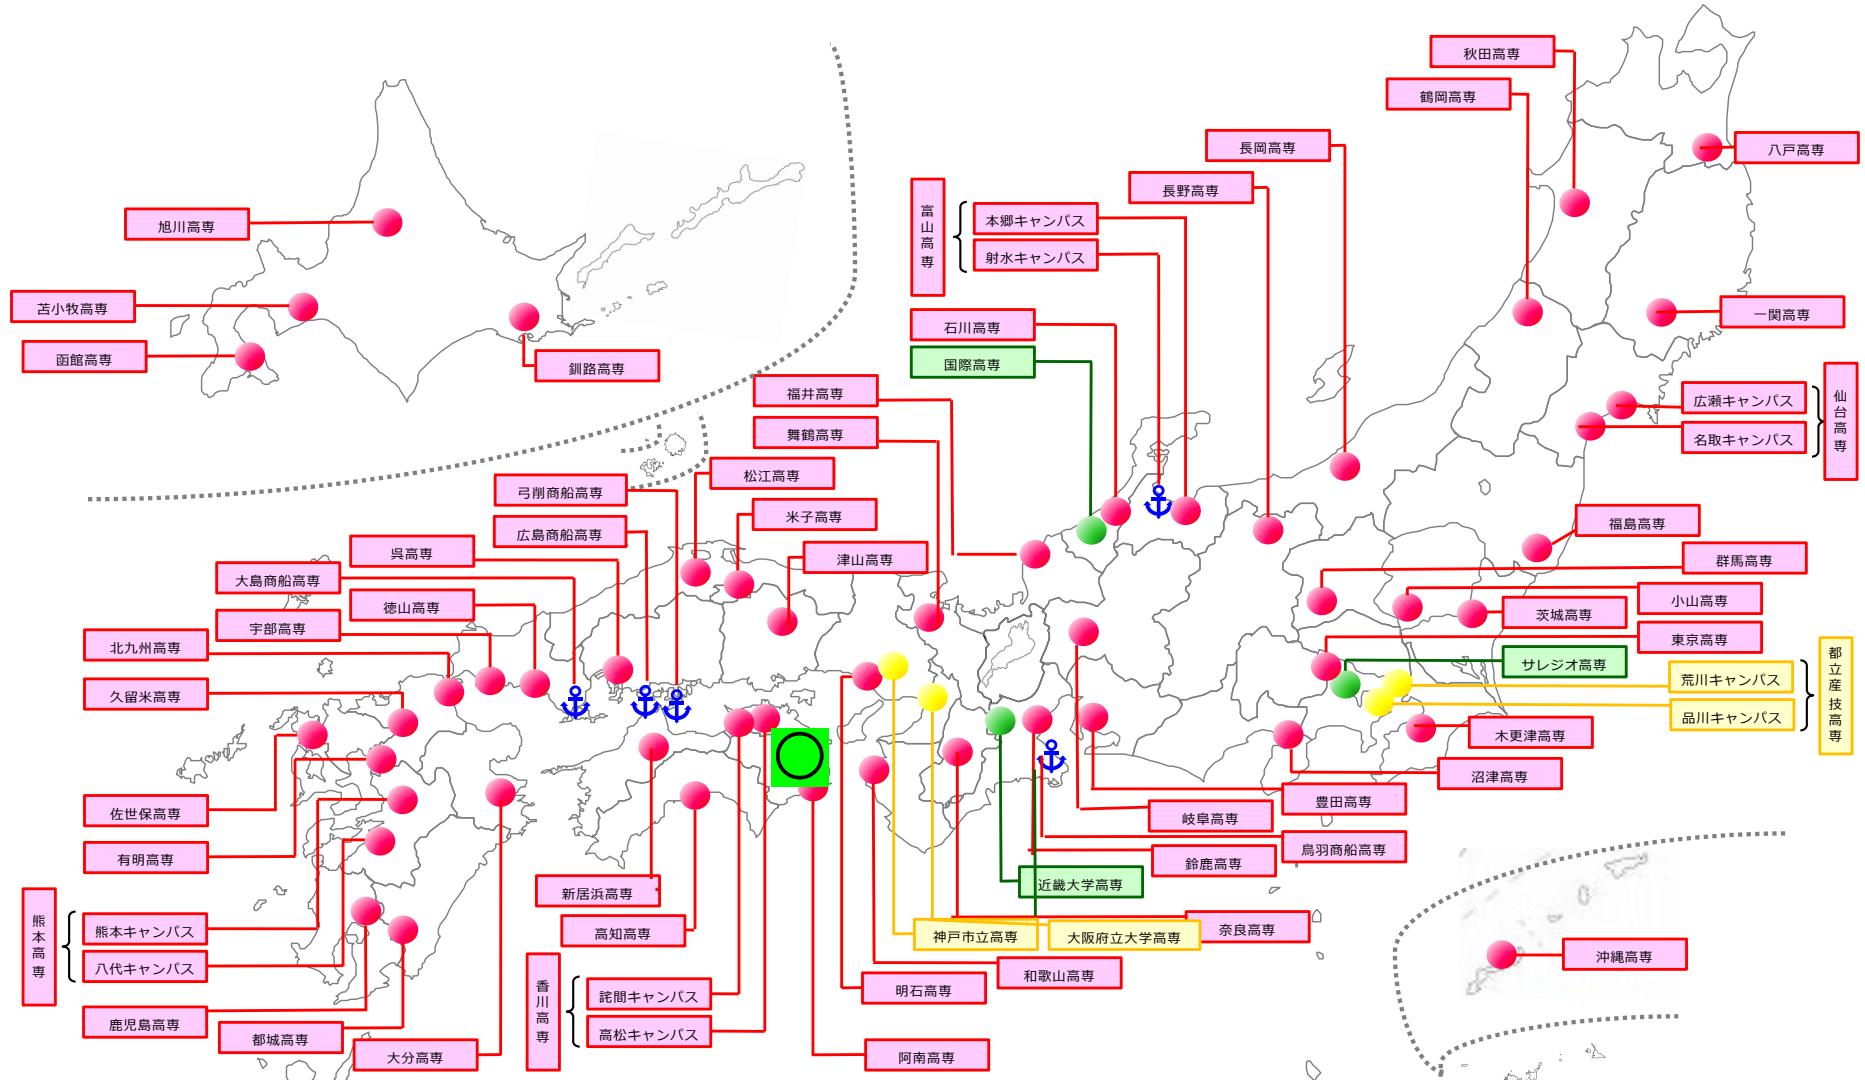 秋田高専
鶴岡高専
長岡高専
八戸高専
長野高専
富山高専
本郷キャンパス
射水キャンパス
旭川高専
苫小牧高専
函館高専
釧路高専
石川高専
国際高専
一関高専
福井高専
舞鶴高専
仙台高専
広瀬キャンパス
名取キャンパス
松江高専
弓削商船高専
米子高専
広島商船高専
福島高専
呉高専
津山高専
群馬高専
大島商船高専
徳山高専
小山高専
茨城高専
宇部高専
北九州高専
東京高専
サレジオ高専
都立産技高専
荒川キャンパス
品川キャンパス
久留米高専
木更津高専
沼津高専
佐世保高専
豊田高専
岐阜高専
有明高専
鳥羽商船高専
鈴鹿高専
近畿大学高専
新居浜高専
高知高専
熊本高専
熊本キャンパス
八代キャンパス
神戸市立高専
大阪府立大学高専
奈良高専
沖縄高専
和歌山高専
明石高専
香川高専
詫間キャンパス
高松キャンパス
鹿児島高専
都城高専
大分高専
阿南高専